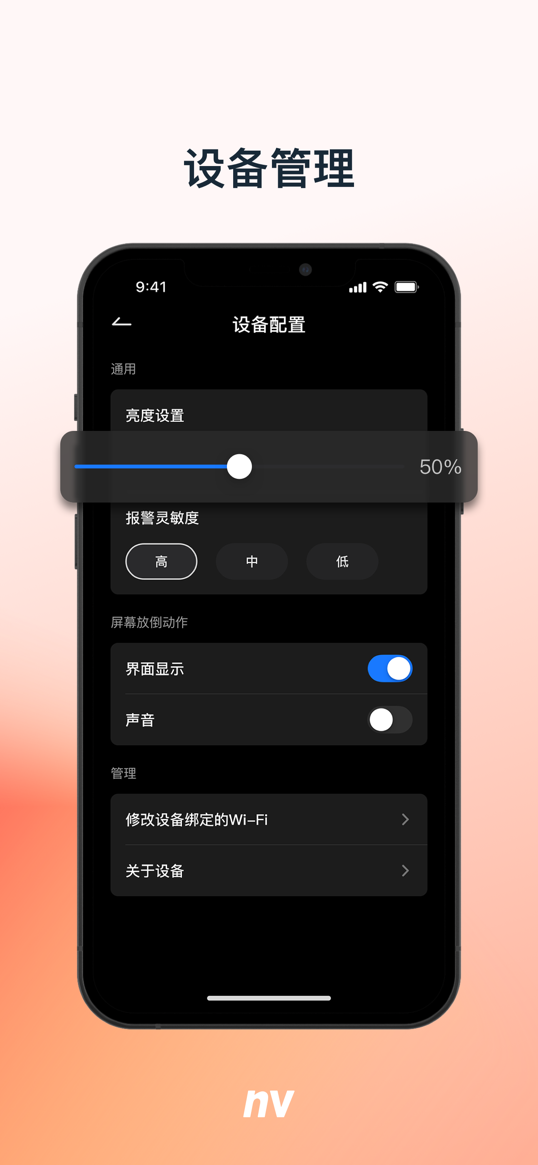 设备管理
9:41
设备配置
通用
亮度设置
50%
报警灵敏度
高 中 低
屏幕放倒动作
界面显示
声音
管理
修改设备绑定的Wi-Fi
关于设备
nv